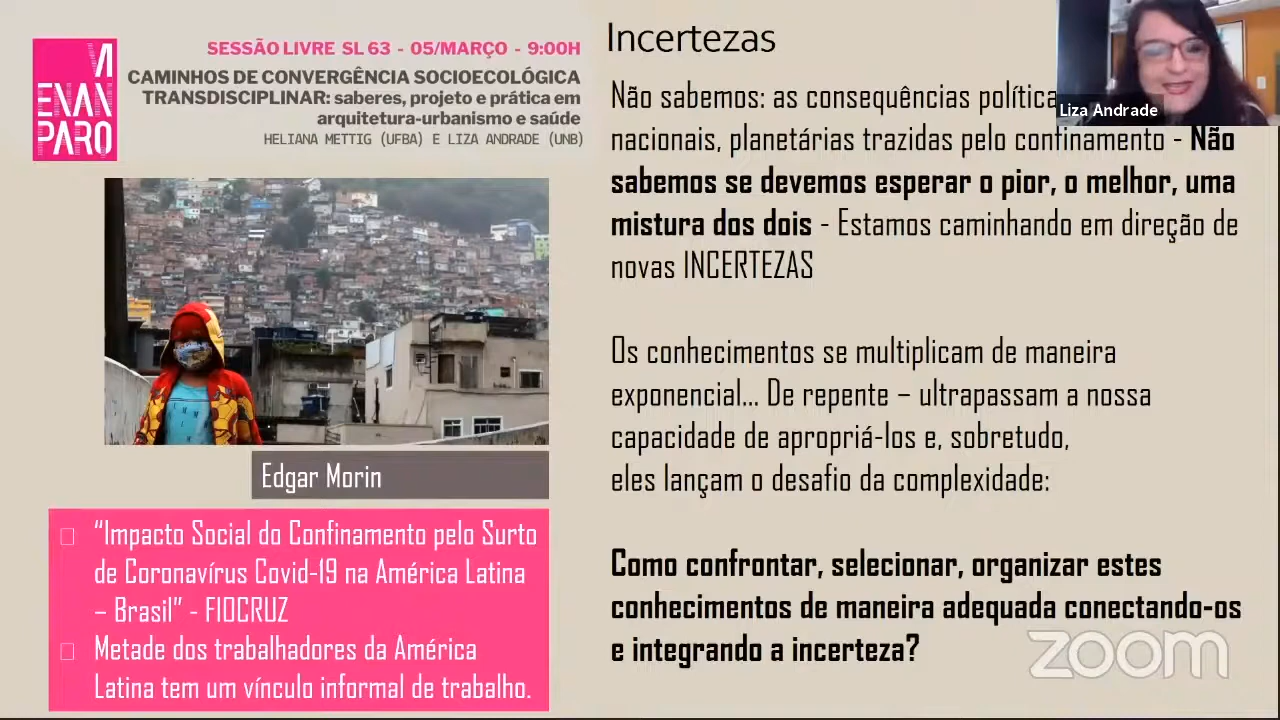 VI
ENAN
PARQ
SESSÃO LIVRE SL 63 - 05/MARÇO - 9:00H
CAMINHOS DE CONVERGÊNCIA SOCIOECOLÓGICA
TRANSDISCIPLINAR: saberes, projeto e prática em
arquitetura-urbanismo e saúde
HELIANA METTIG (UFBA) E LIZA ANDRADE (UNB)
Edgar Morin
“Impacto Social do Confinamento pelo Surto
de Coronavírus Covid-19 na América Latina
– Brasil” - FIOCRUZ
Metade dos trabalhadores da América
Latina tem um vínculo informal de trabalho.
Incertezas
Não sabemos: as consequências política
nacionais, planetárias trazidas pelo confinamento - Não
sabemos se devemos esperar o pior, o melhor, uma
mistura dos dois - Estamos caminhando em direção de
novas INCERTEZAS
Os conhecimentos se multiplicam de maneira
exponencial... De repente – ultrapassam a nossa
capacidade de apropriá-los e, sobretudo,
eles lançam o desafio da complexidade:
Como confrontar, selecionar, organizar estes
conhecimentos de maneira adequada conectando-os
e integrando a incerteza?
Liza Andrade
zoom